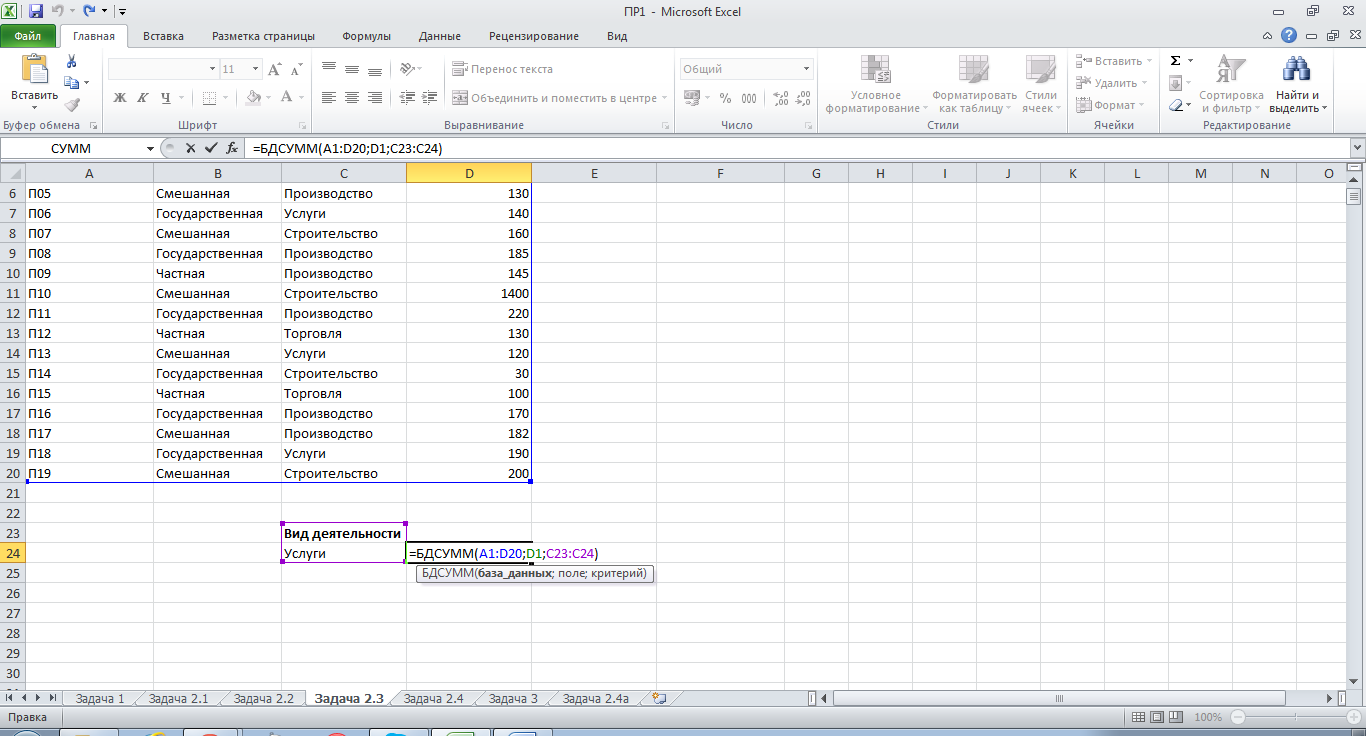 ПР1 - Microsoft Excel
Файл Главная Вставка Разметка страницы Формулы Данные Рецензирование Вид
Вставить
Буфер обмена
11
Ж К Ч
Шрифт
Перенос текста
Объединить и поместить в центре
Выравнивание
Общий
% 000
Число
Условное форматирование
Форматировать как таблицу
Стили ячеек
Стили
Вставить
Удалить
Формат
Ячейки
Сортировка и фильтр
Найти и выделить
Редактирование
СУММ =БДСУММ(A1:D20;D1;C23:C24)
A B C D E F G H I J K L M N O
6 П05 Смешанная Производство 130
7 П06 Государственная Услуги 140
8 П07 Смешанная Строительство 160
9 П08 Государственная Производство 185
10 П09 Частная Производство 145
11 П10 Смешанная Строительство 1400
12 П11 Государственная Производство 220
13 П12 Частная Торговля 130
14 П13 Смешанная Услуги 120
15 П14 Государственная Строительство 30
16 П15 Частная Торговля 100
17 П16 Государственная Производство 170
18 П17 Смешанная Производство 182
19 П18 Государственная Услуги 190
20 П19 Смешанная Строительство 200
21
22
23 Вид деятельности
24 Услуги =БДСУММ(A1:D20;D1;C23:C24)
25 БДСУММ(база_данных; поле; критерий)
26
27
28
29
30
Задача 1 Задача 2.1 Задача 2.2 Задача 2.3 Задача 2.4 Задача 3 Задача 2.4а
Правка 100%